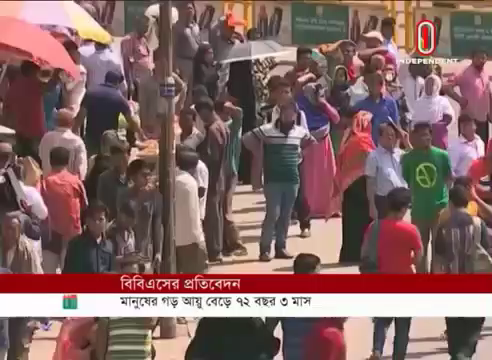 INDEPENDENT
বিবিএসের প্রতিবেদন
মানুষের গড় আয়ু বেড়ে ৭২ বছর ৩ মাস